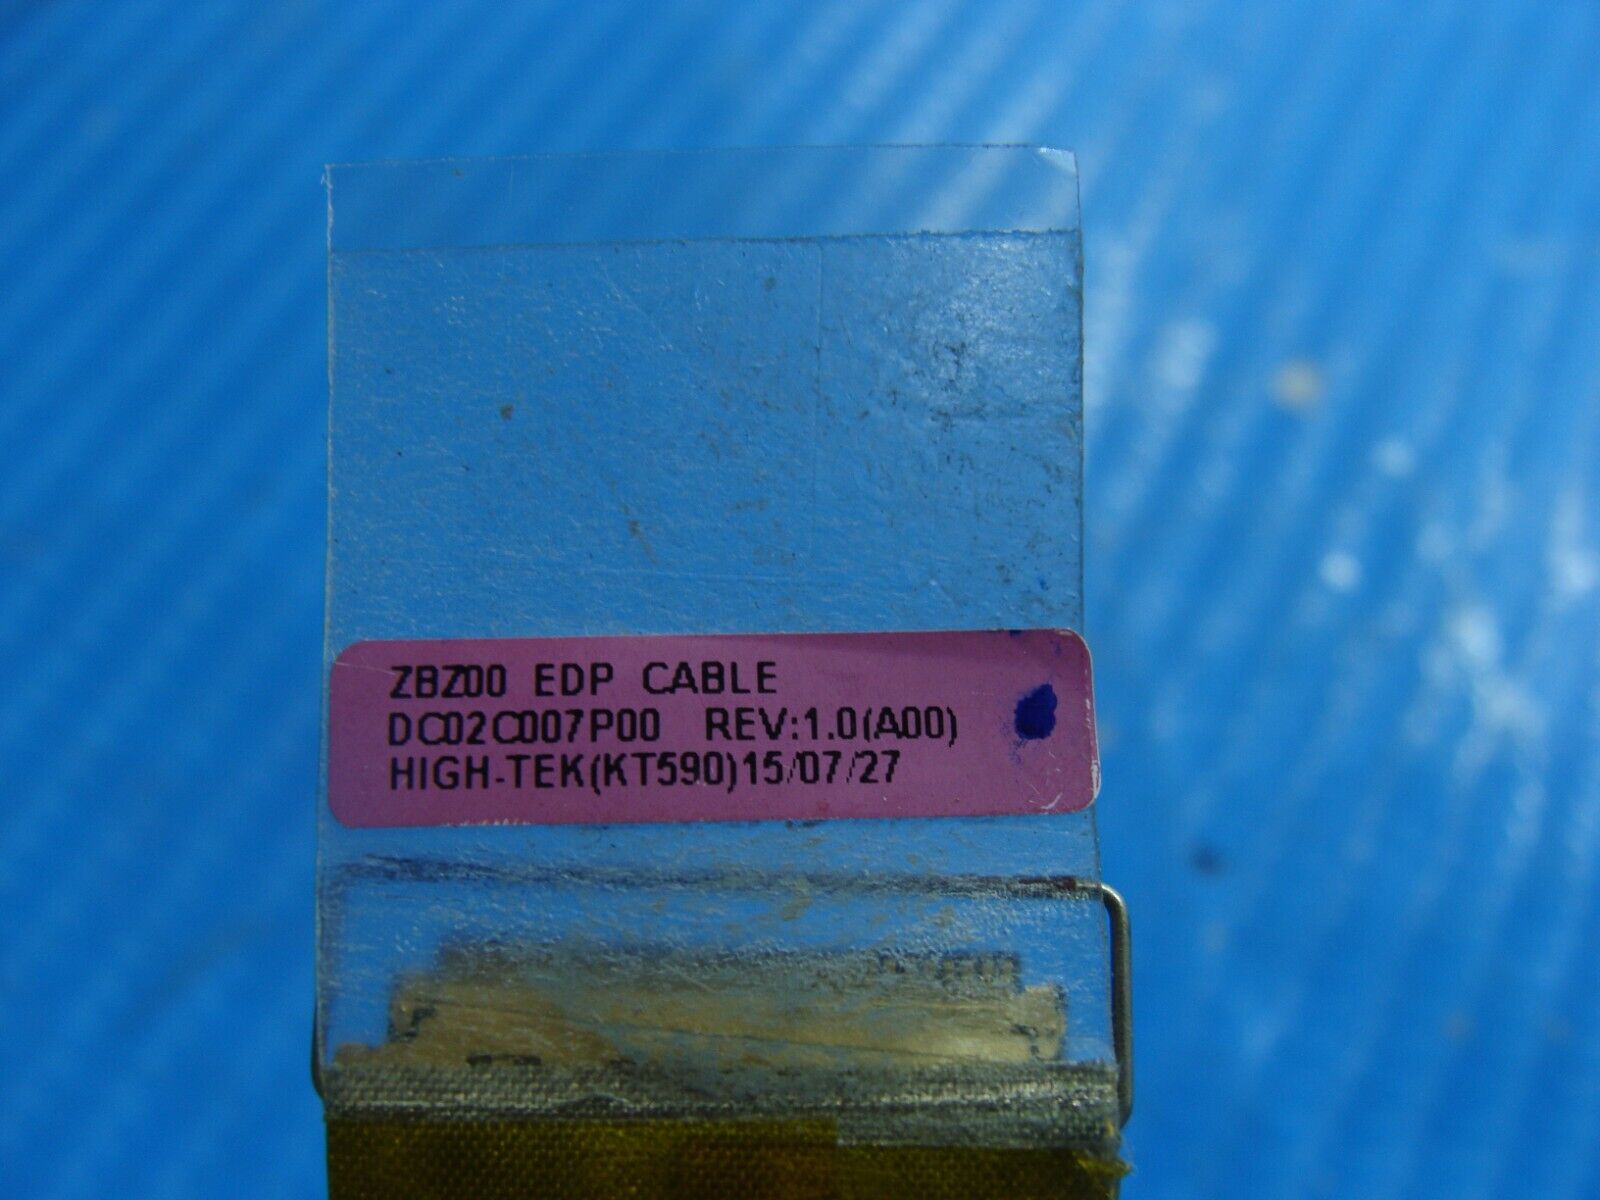 ZBZ00 EDP CABLE
DC02C007P00 REV:1.0(A00)
HIGH-TEK(KT590)15/07/27